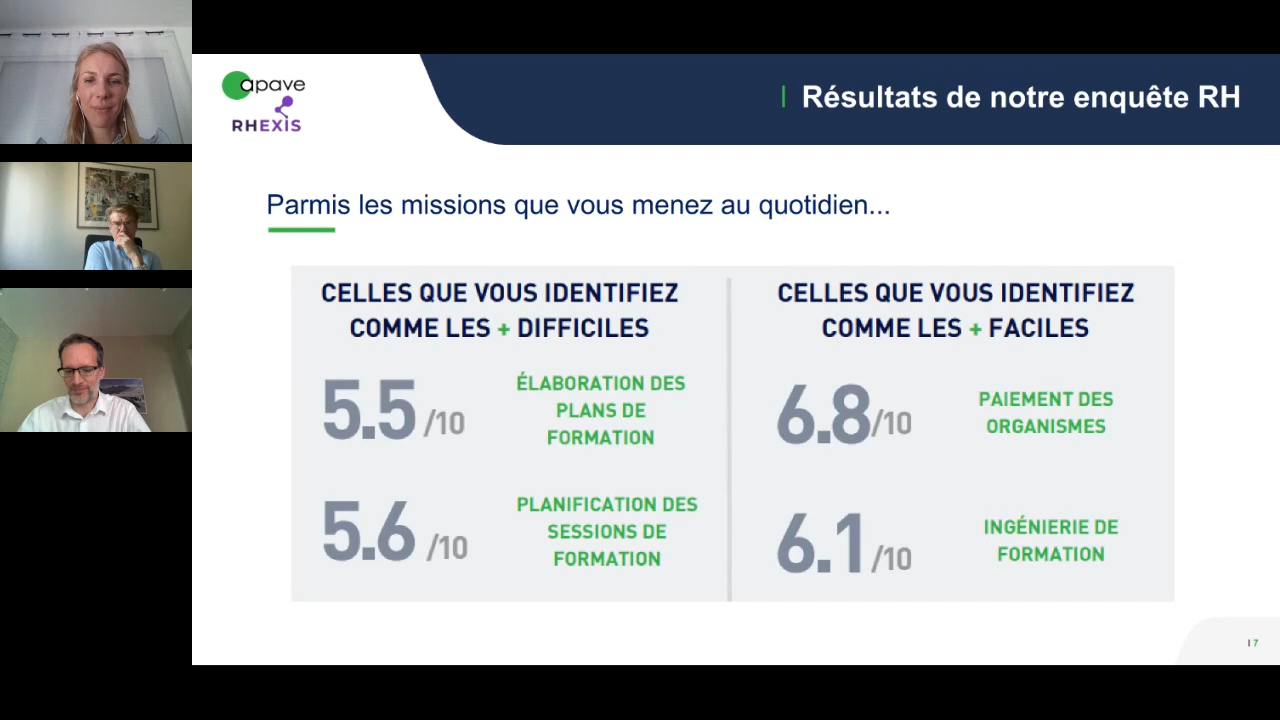 apave
RHEXIS
| Résultats de notre enquête RH
Parmis les missions que vous menez au quotidien...
CELLES QUE VOUS IDENTIFIEZ
COMME LES + DIFFICILES
5.5/10
ÉLABORATION DES
PLANS DE
FORMATION
5.6/10
PLANIFICATION DES
SESSIONS DE
FORMATION
CELLES QUE VOUS IDENTIFIEZ
COMME LES + FACILES
6.8/10
PAIEMENT DES
ORGANISMES
6.1/10
INGÉNIERIE DE
FORMATION
| 7